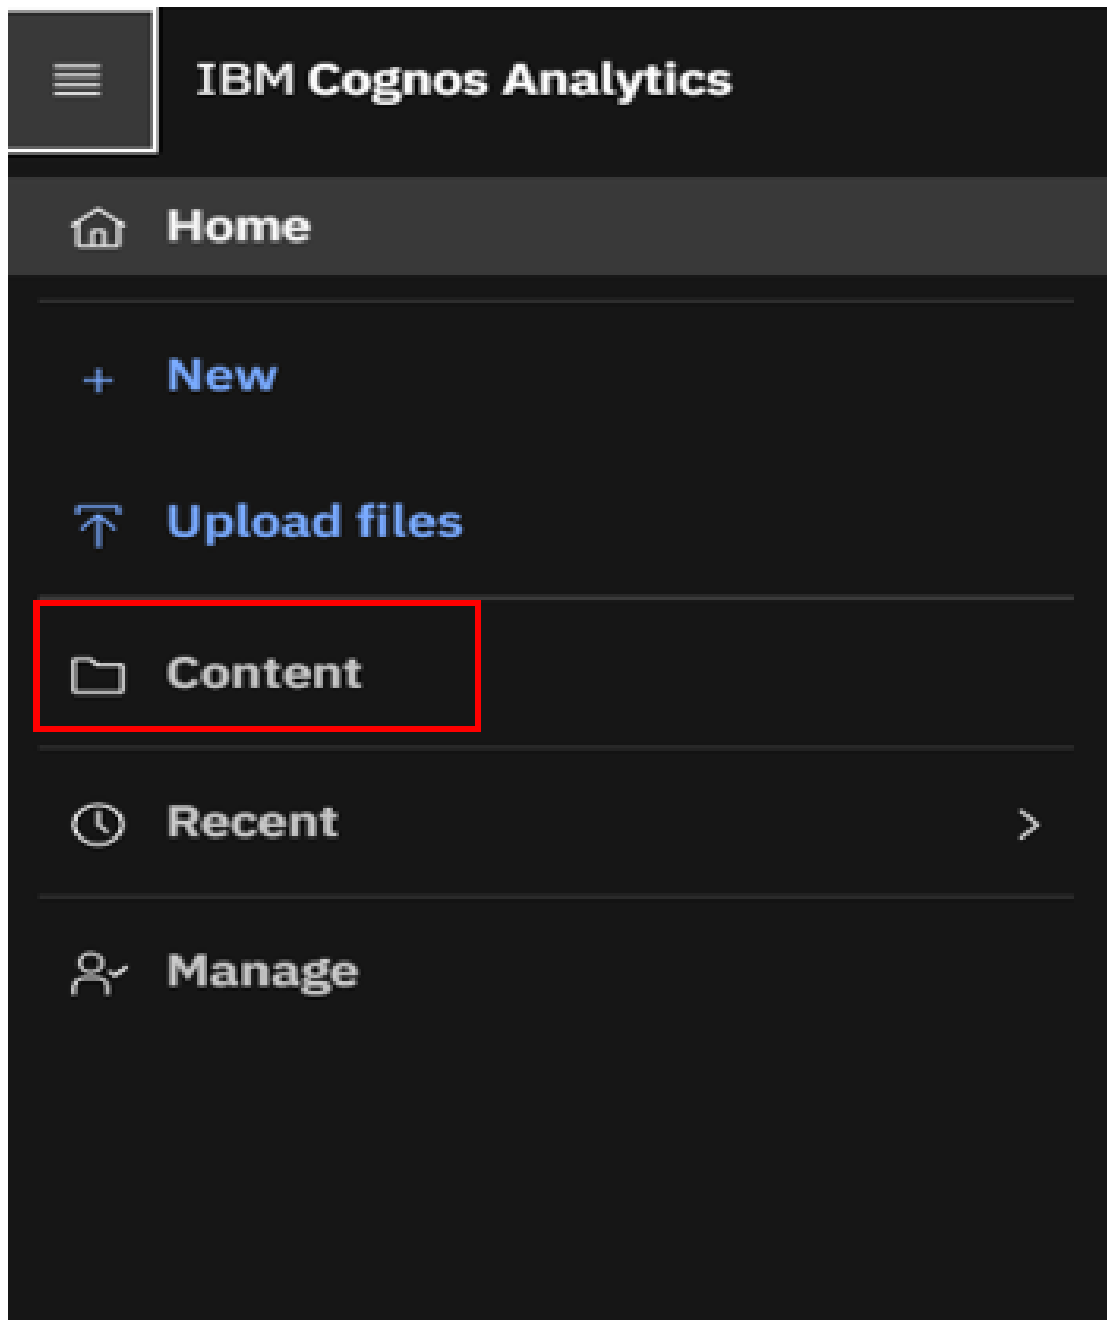 IBM Cognos Analytics
Home
New
Upload files
Content
Recent
Manage